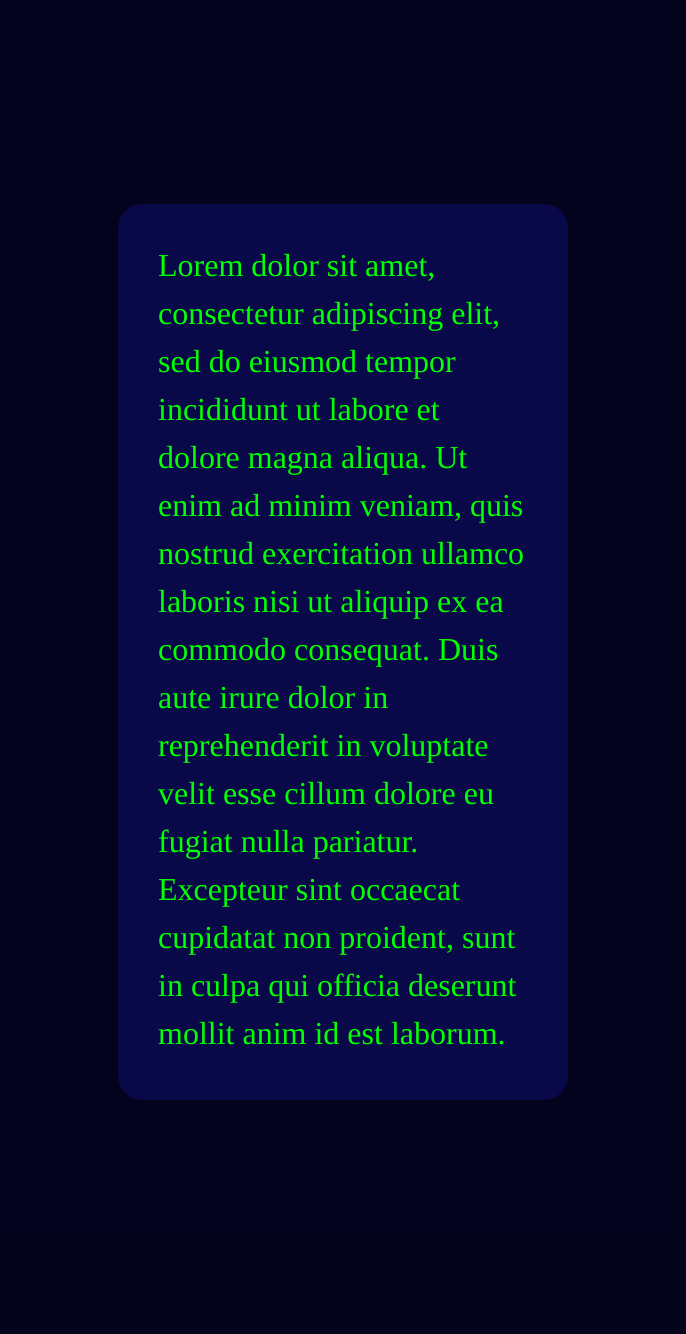 Lorem dolor sit amet,
consectetur adipiscing elit,
sed do eiusmod tempor
incididunt ut labore et
dolore magna aliqua. Ut
enim ad minim veniam, quis
nostrud exercitation ullamco
laboris nisi ut aliquip ex ea
commodo consequat. Duis
aute irure dolor in
reprehenderit in voluptate
velit esse cillum dolore eu
fugiat nulla pariatur.
Excepteur sint occaecat
cupidatat non proident, sunt
in culpa qui officia deserunt
mollit anim id est laborum.